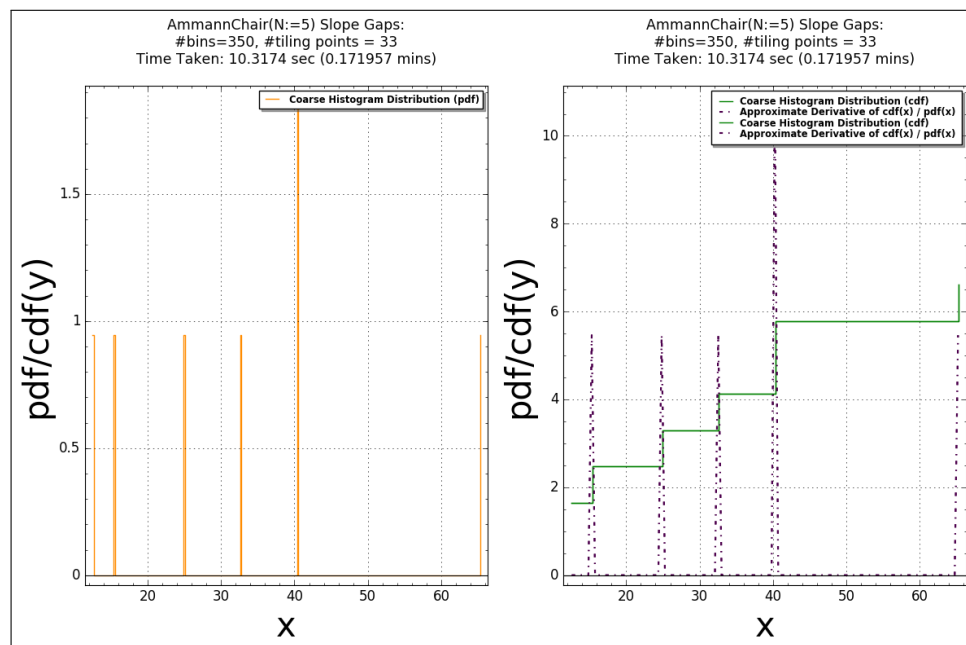 AmmannChair(N:=5) Slope Gaps:
#bins=350, #tiling points = 33
Time Taken: 10.3174 sec (0.171957 mins)
Coarse Histogram Distribution (pdf)
1.5
1
0.5
0
pdf/cdf(y)
20 30 40 50 60
x
AmmannChair(N:=5) Slope Gaps:
#bins=350, #tiling points = 33
Time Taken: 10.3174 sec (0.171957 mins)
Coarse Histogram Distribution (cdf)
Approximate Derivative of cdf(x) / pdf(x)
Coarse Histogram Distribution (cdf)
Approximate Derivative of cdf(x) / pdf(x)
10
8
6
4
2
0
pdf/cdf(y)
20 30 40 50 60
x